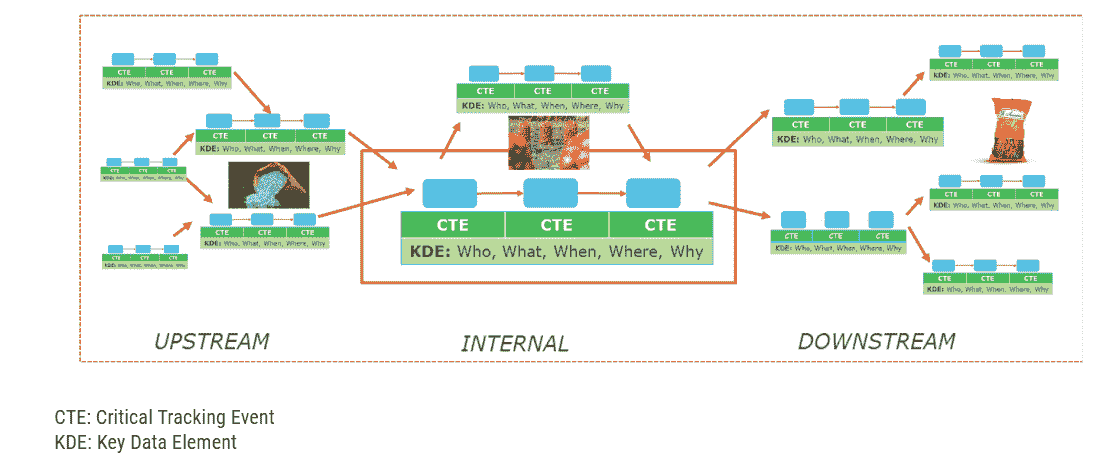 CTE CTE CTE
KDE: Who, What, When, Where, Why
CTE CTE CTE
KDE: Who, What, When, Where, Why
CTE CTE CTE
KDE: Who, What, When, Where, Why
CTE CTE CTE
KDE: Who, What, When, Where, Why
CTE CTE CTE
KDE: Who, What, When, Where, Why
UPSTREAM
CTE CTE CTE
KDE: Who, What, When, Where, Why
CTE CTE CTE
KDE: Who, What, When, Where, Why
INTERNAL
CTE CTE CTE
KDE: Who, What, When, Where, Why
CTE CTE CTE
KDE: Who, What, When, Where, Why
CTE CTE CTE
KDE: Who, What, When, Where, Why
CTE CTE CTE
KDE: Who, What, When, Where, Why
CTE CTE CTE
KDE: Who, What, When, Where, Why
DOWNSTREAM
CTE: Critical Tracking Event
KDE: Key Data Element